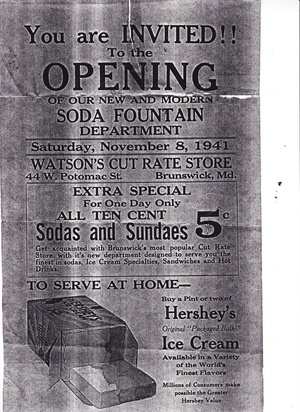 You are INVITED!!
To the
OPENING
OF OUR NEW AND MODERN
SODA FOUNTAIN
DEPARTMENT
Saturday, November 8, 1941
WATSON'S CUT RATE STORE
44 W. Potomac St. Brunswick, Md.
EXTRA SPECIAL
For One Day Only
ALL TEN CENT
Sodas and Sundaes 5c
Get acquainted with Brunswick's most popular Cut Rate
Store with it's new department designed to serve you the
finest in sodas, Ice Cream Specialties, Sandwiches and Hot
Drinks.
TO SERVE AT HOME—
Buy a Pint or two of
Hershey's
Original "Packaged Bulk"
Ice Cream
Available in a Variety
of the World's
Finest Flavors
Millions of Consumers make
possible the Greater
Hershey Value